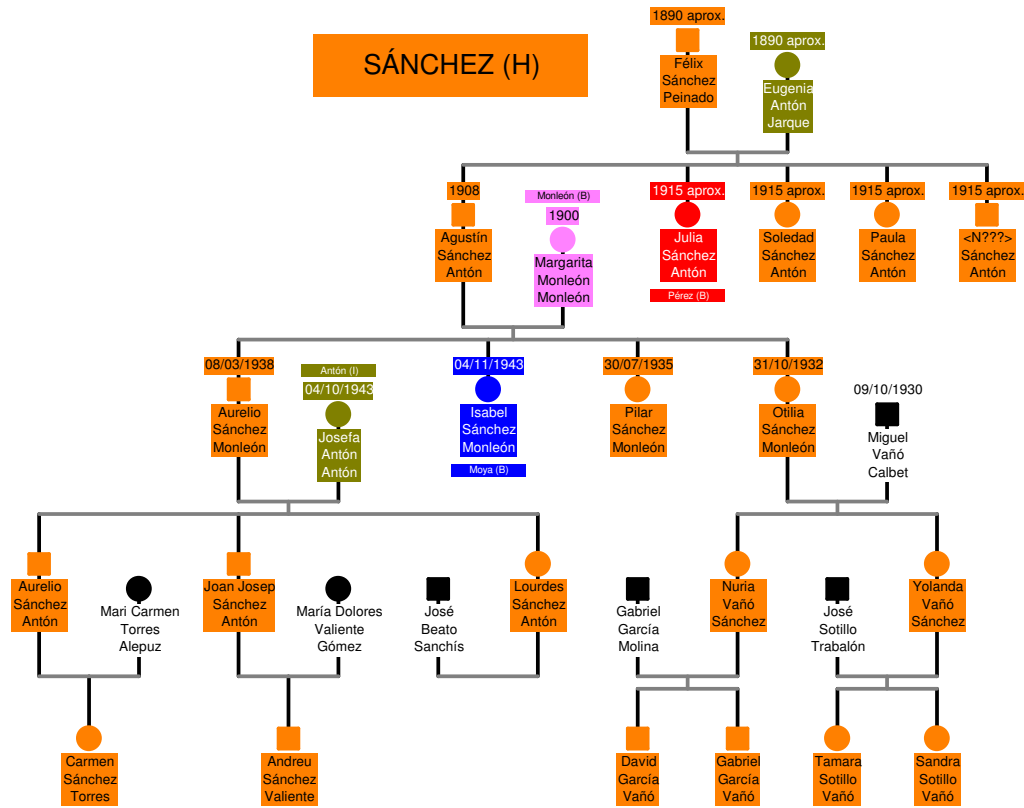 SÁNCHEZ (H)
1890 aprox.
Félix
Sánchez
Peinado
1890 aprox.
Eugenia
Antón
Jarque
1908
Agustín
Sánchez
Antón
Monleón (B)
1900
Margarita
Monleón
Monleón
1915 aprox.
Julia
Sánchez
Antón
Pérez (B)
1915 aprox.
Soledad
Sánchez
Antón
1915 aprox.
Paula
Sánchez
Antón
1915 aprox.
<N???>
Sánchez
Antón
08/03/1938
Aurelio
Sánchez
Monleón
Antón (I)
04/10/1943
Josefa
Antón
Antón
04/11/1943
Isabel
Sánchez
Monleón
Moya (B)
30/07/1935
Pilar
Sánchez
Monleón
31/10/1932
Otilia
Sánchez
Monleón
09/10/1930
Miguel
Vañó
Calbet
Aurelio
Sánchez
Antón
Mari Carmen
Torres
Alepuz
Joan Josep
Sánchez
Antón
María Dolores
Valiente
Gómez
José
Beato
Sanchís
Lourdes
Sánchez
Antón
Gabriel
García
Molina
Nuria
Vañó
Sánchez
José
Sotillo
Trabalón
Yolanda
Vañó
Sánchez
Carmen
Sánchez
Torres
Andreu
Sánchez
Valiente
David
García
Vañó
Gabriel
García
Vañó
Tamara
Sotillo
Vañó
Sandra
Sotillo
Vañó